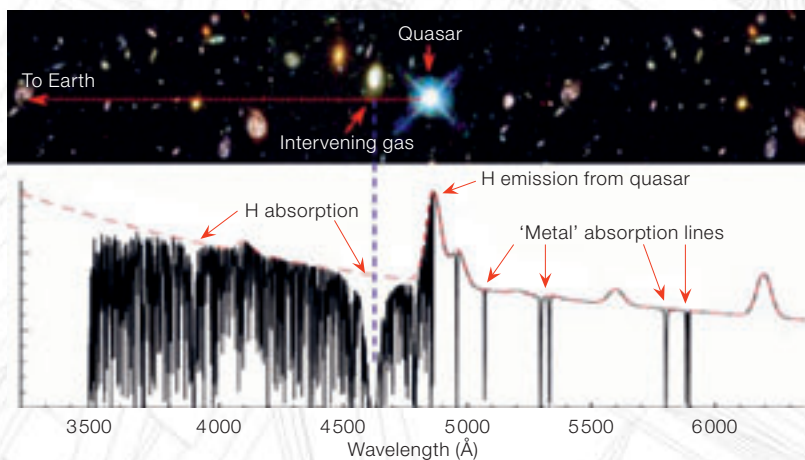 Quasar
To Earth
Intervening gas
H emission from quasar
H absorption
'Metal' absorption lines
3500 4000 4500 5000 5500 6000
Wavelength (Å)